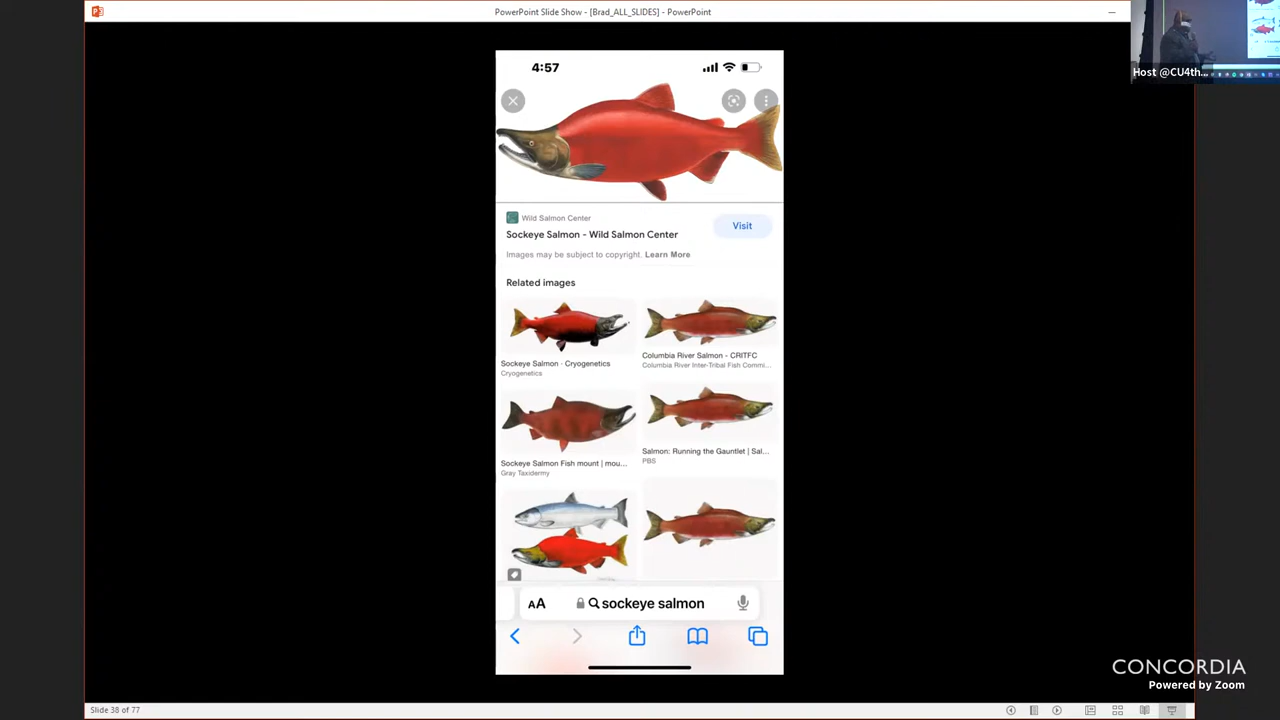 PowerPoint Slide Show - [Brad_ALL_SLIDES] - PowerPoint
Host @CU4th...
4:57
Wild Salmon Center
Visit
Sockeye Salmon - Wild Salmon Center
Images may be subject to copyright. Learn More
Related images
Sockeye Salmon · Cryogenetics
Cryogenetics
Columbia River Salmon - CRITFC
Columbia River Inter-Tribal Fish Commi...
Sockeye Salmon Fish mount | mou...
Gray Taxidermy
Salmon: Running the Gauntlet | Sal...
PBS
AA
sockeye salmon
CONCORDIA
Powered by Zoom
Slide 38 of 77